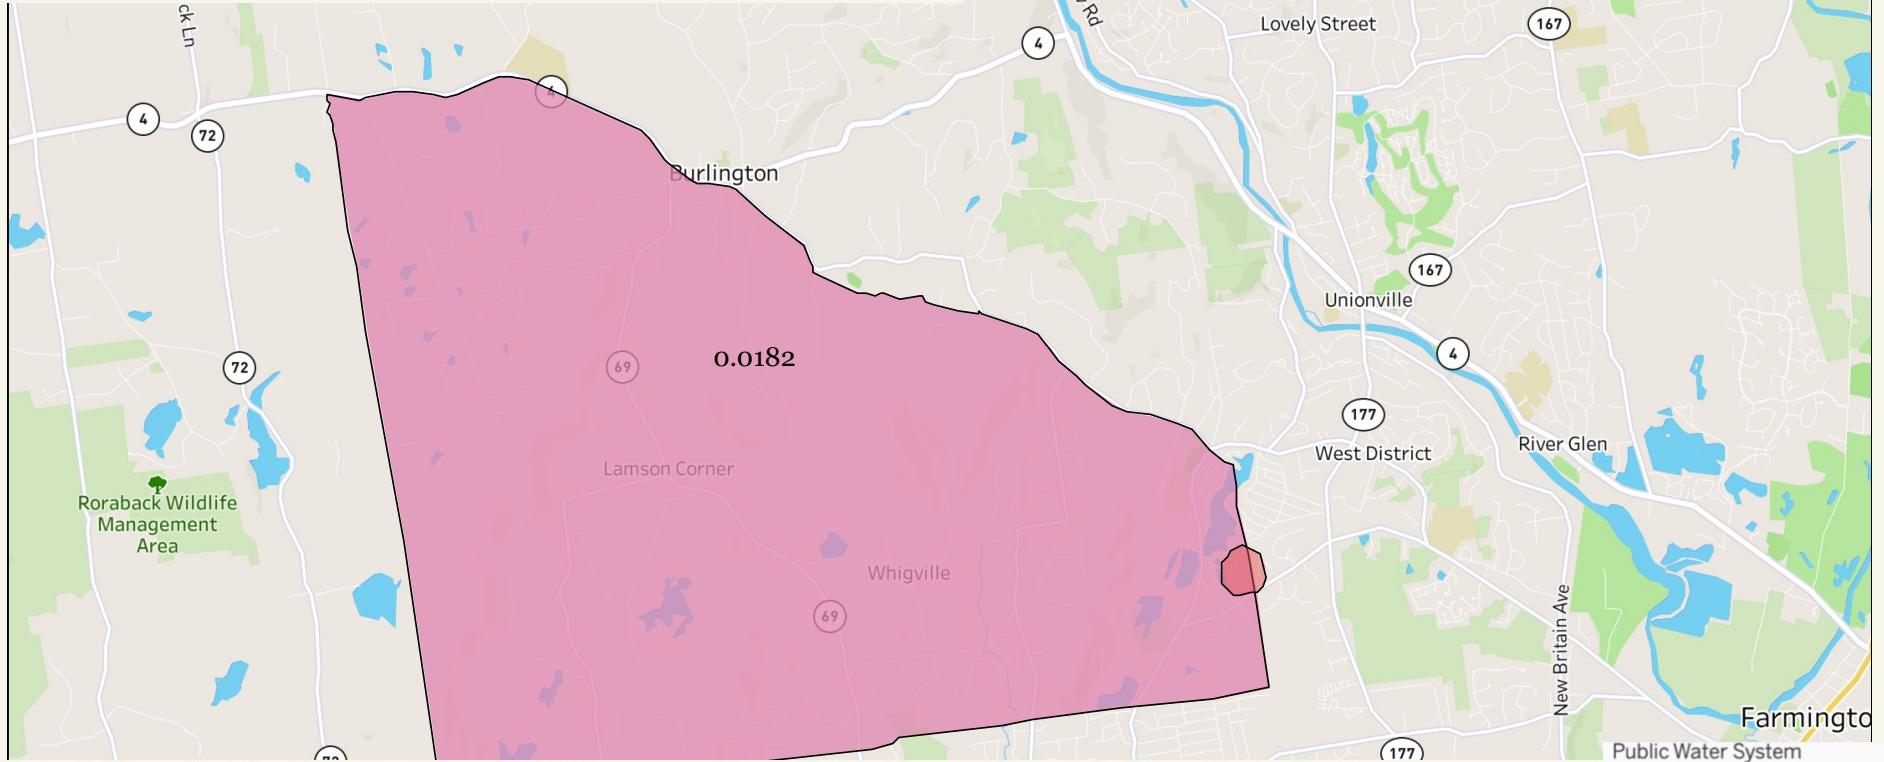 ck Ln
Rd
Lovely Street
167
4
4
4
72
Burlington
167
Unionville
0.0182
4
69
72
177
River Glen
West District
Lamson Corner
Roraback Wildlife
Management
Area
Whigville
69
New Britain Ave
Farmingto
177
Public Water System